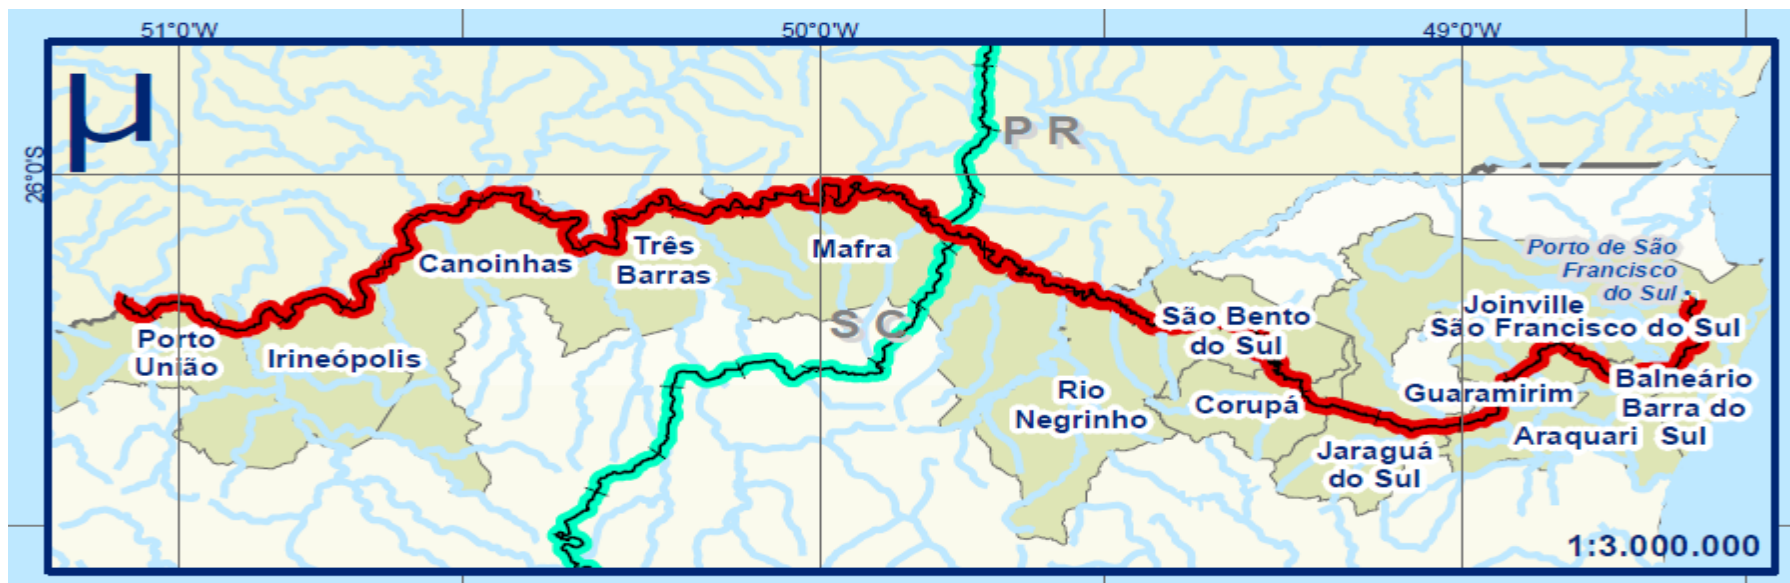 51°0'W
50°0'W
49°0'W
26°0'S
µ
P R
S C
Porto
União
Irineópolis
Canoinhas
Três
Barras
Mafra
Rio
Negrinho
São Bento
do Sul
Corupá
Jaraguá
do Sul
Porto de São
Francisco
do Sul
Joinville
São Francisco do Sul
Guaramirim
Araquari
Balneário
Barra do
Sul
1:3.000.000